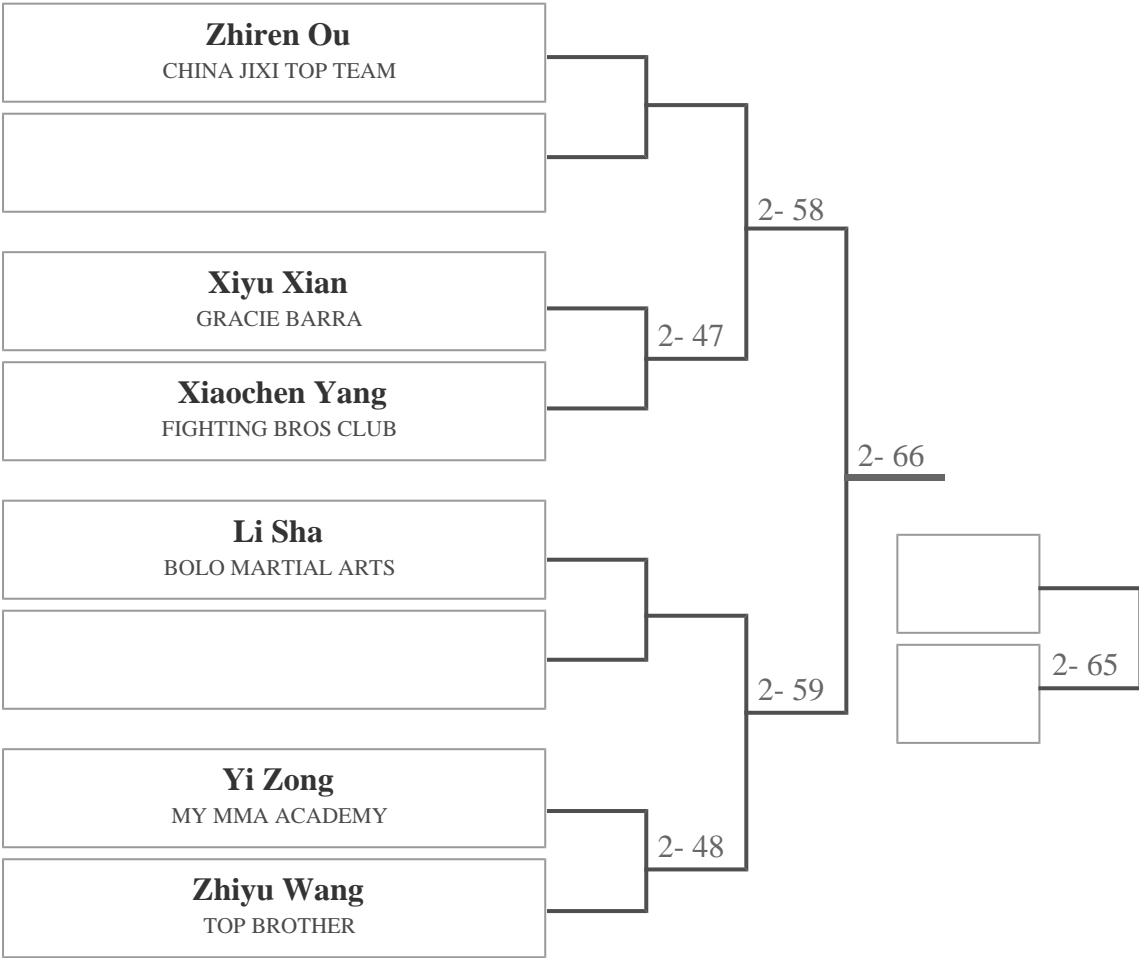 Zhiren Ou
CHINA JIXI TOP TEAM
2- 58
Xiyu Xian
GRACIE BARRA
2- 47
Xiaochen Yang
FIGHTING BROS CLUB
2- 66
Li Sha
BOLO MARTIAL ARTS
2- 65
2- 59
Yi Zong
MY MMA ACADEMY
2- 48
Zhiyu Wang
TOP BROTHER